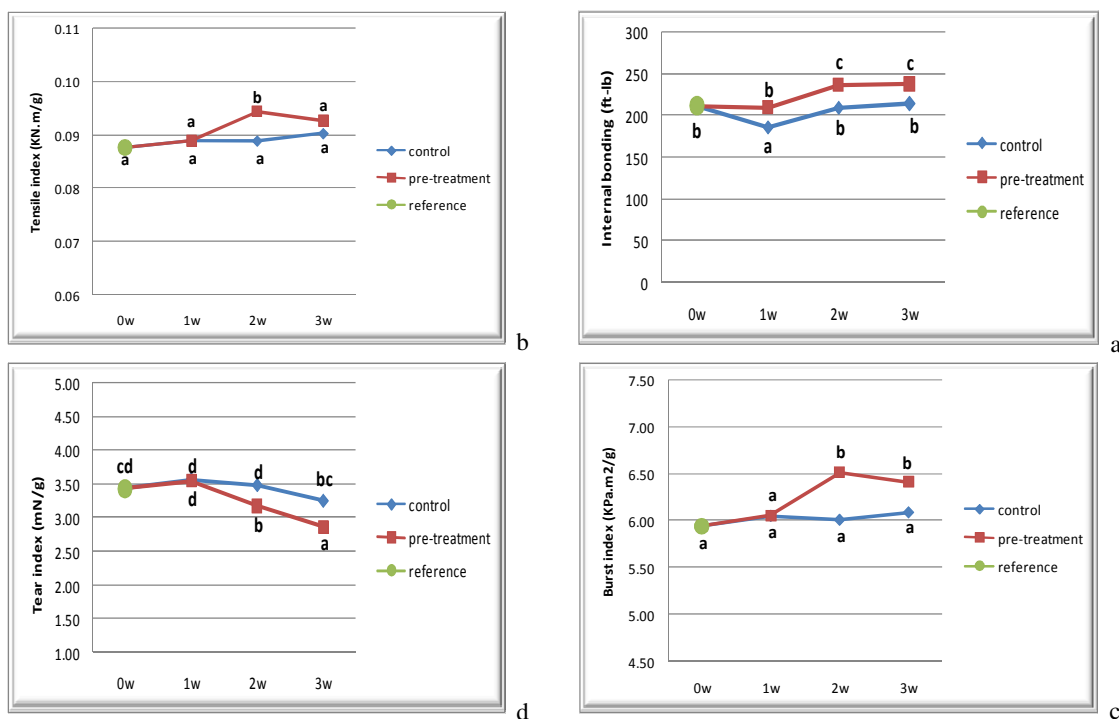 0.11
0.10
0.09
0.08
0.07
0.06
Tensile index (KN.m/g)
a
a
a
b
a
a
a
0w 1w 2w 3w
control
pre-treatment
reference
b
300
250
200
150
100
50
0
Internal bonding (ft-lb)
b
b
a
c
b
c
b
0w 1w 2w 3w
control
pre-treatment
reference
a
5.00
4.50
4.00
3.50
3.00
2.50
2.00
1.50
1.00
Tear index (mN/g)
cd
d
d
d
b
bc
a
0w 1w 2w 3w
control
pre-treatment
reference
d
7.50
7.00
6.50
6.00
5.50
5.00
4.50
Burst index (KPa.m2/g)
a
a
a
b
a
b
a
0w 1w 2w 3w
control
pre-treatment
reference
c